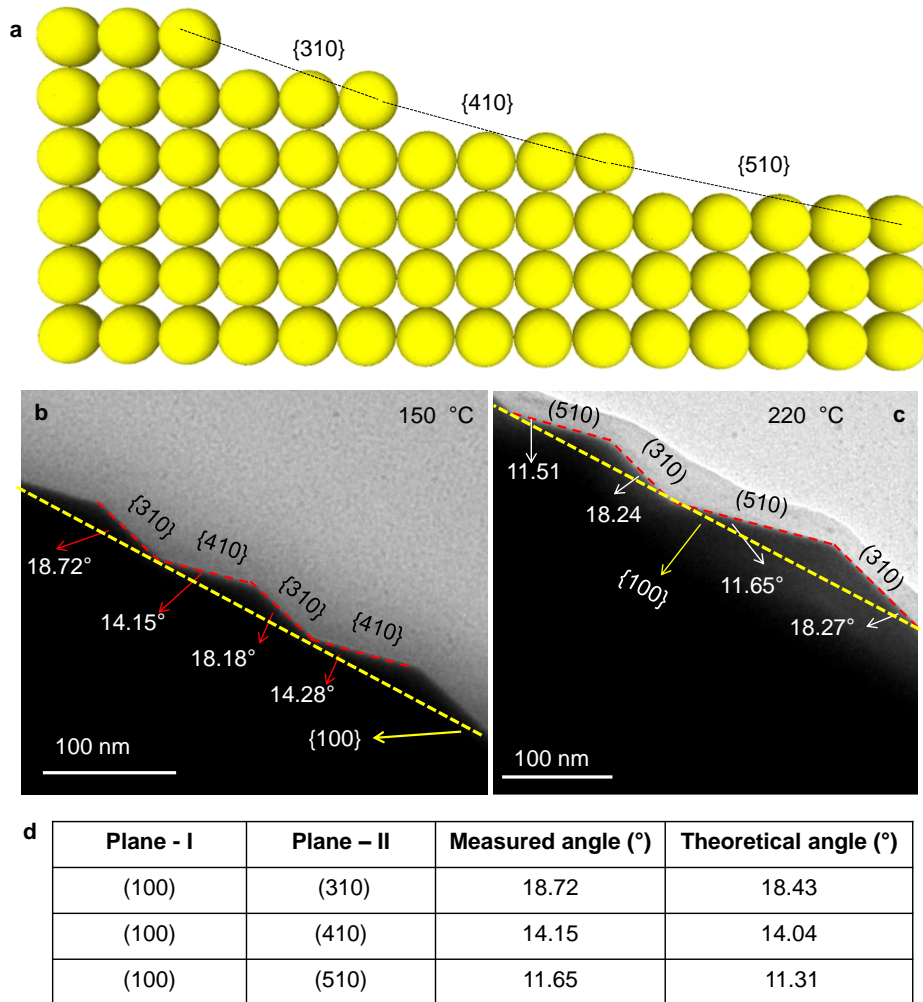 a
{310}
{410}
{510}
b
150 °C
{310}
{410}
{310}
{410}
18.72°
14.15°
18.18°
14.28°
{100}
100 nm
220 °C
c
(510)
(310)
(510)
(310)
11.51
18.24
11.65°
18.27°
{100}
100 nm
d
Plane - I Plane – II Measured angle (°) Theoretical angle (°)
(100) (310) 18.72 18.43
(100) (410) 14.15 14.04
(100) (510) 11.65 11.31